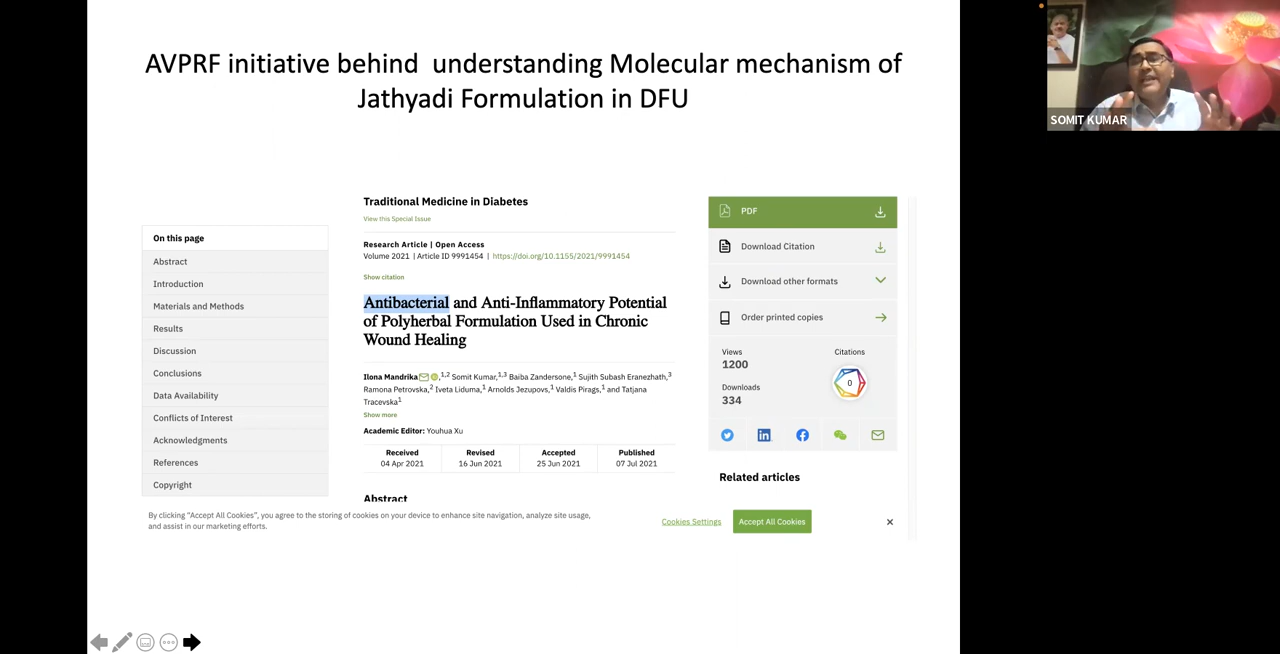 AVPRF initiative behind  understanding Molecular mechanism of
Jathyadi Formulation in DFU
SOMIT KUMAR
On this page
Abstract
Introduction
Materials and Methods
Results
Discussion
Conclusions
Data Availability
Conflicts of Interest
Acknowledgments
References
Copyright
Traditional Medicine in Diabetes
View this Special Issue
Research Article | Open Access
Volume 2021 | Article ID 9991454 | https://doi.org/10.1155/2021/9991454
Show citation
Antibacterial and Anti-Inflammatory Potential
of Polyherbal Formulation Used in Chronic
Wound Healing
Ilona Mandrika ,1,2 Somit Kumar,1,3 Baiba Zandersone,1 Sujith Subash Eranezhath,3
Ramona Petrovska,2 Iveta Liduma,1 Arnolds Jezupovs,1 Valdis Pirags,1 and Tatjana
Tracevska1
Show more
Academic Editor: Youhua Xu
Received Revised Accepted Published
04 Apr 2021 16 Jun 2021 25 Jun 2021 07 Jul 2021
Abstract
PDF
Download Citation
Download other formats
Order printed copies
Views Citations
1200
0
Downloads
334
Related articles
By clicking “Accept All Cookies”, you agree to the storing of cookies on your device to enhance site navigation, analyze site usage,
and assist in our marketing efforts.
Cookies Settings
Accept All Cookies